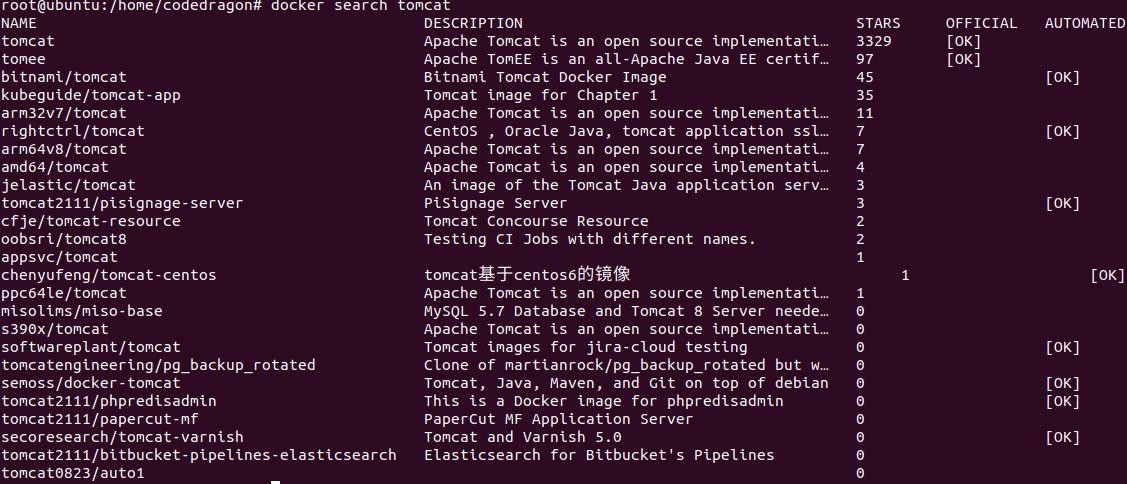 root@ubuntu:/home/codedragon# docker search tomcat
NAME DESCRIPTION STARS OFFICIAL AUTOMATED
tomcat Apache Tomcat is an open source implementati… 3329 [OK]
tomee Apache TomEE is an all-Apache Java EE certif… 97 [OK]
bitnami/tomcat Bitnami Tomcat Docker Image 45 [OK]
kubeguide/tomcat-app Tomcat image for Chapter 1 35
arm32v7/tomcat Apache Tomcat is an open source implementati… 11
rightctrl/tomcat CentOS , Oracle Java, tomcat application ssl… 7 [OK]
arm64v8/tomcat Apache Tomcat is an open source implementati… 7
amd64/tomcat Apache Tomcat is an open source implementati… 4
jelastic/tomcat An image of the Tomcat Java application serv… 3
tomcat2111/pisignage-server PiSignage Server 3 [OK]
cfje/tomcat-resource Tomcat Concourse Resource 2
oobsri/tomcat8 Testing CI Jobs with different names. 2
appsvc/tomcat 1
chenyufeng/tomcat-centos tomcat基于centos6的镜像 1 [OK]
ppc64le/tomcat Apache Tomcat is an open source implementati… 1
misolims/miso-base MySQL 5.7 Database and Tomcat 8 Server neede… 0
s390x/tomcat Apache Tomcat is an open source implementati… 0
softwareplant/tomcat Tomcat images for jira-cloud testing 0 [OK]
tomcatengineering/pg_backup_rotated Clone of martianrock/pg_backup_rotated but w… 0
semoss/docker-tomcat Tomcat, Java, Maven, and Git on top of debian 0 [OK]
tomcat2111/phpredisadmin This is a Docker image for phpredisadmin 0 [OK]
tomcat2111/papercut-mf PaperCut MF Application Server 0
secoresearch/tomcat-varnish Tomcat and Varnish 5.0 0 [OK]
tomcat2111/bitbucket-pipelines-elasticsearch Elasticsearch for Bitbucket's Pipelines 0
tomcat0823/auto1 0